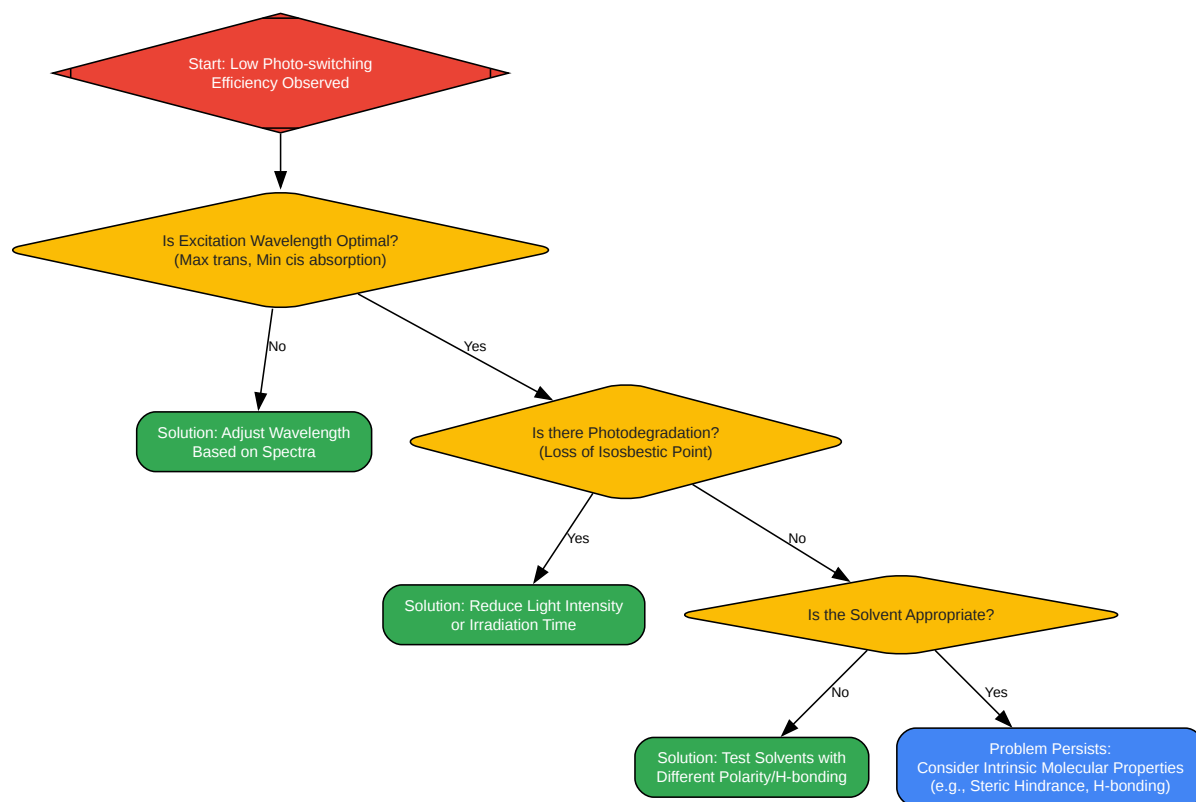 Start: Low Photo-switching
Efficiency Observed
Is Excitation Wavelength Optimal?
(Max trans, Min cis absorption)
No
Yes
Solution: Adjust Wavelength
Based on Spectra
Is there Photodegradation?
(Loss of Isosbestic Point)
Yes
No
Solution: Reduce Light Intensity
or Irradiation Time
Is the Solvent Appropriate?
No
Yes
Solution: Test Solvents with
Different Polarity/H-bonding
Problem Persists:
Consider Intrinsic Molecular Properties
(e.g., Steric Hindrance, H-bonding)